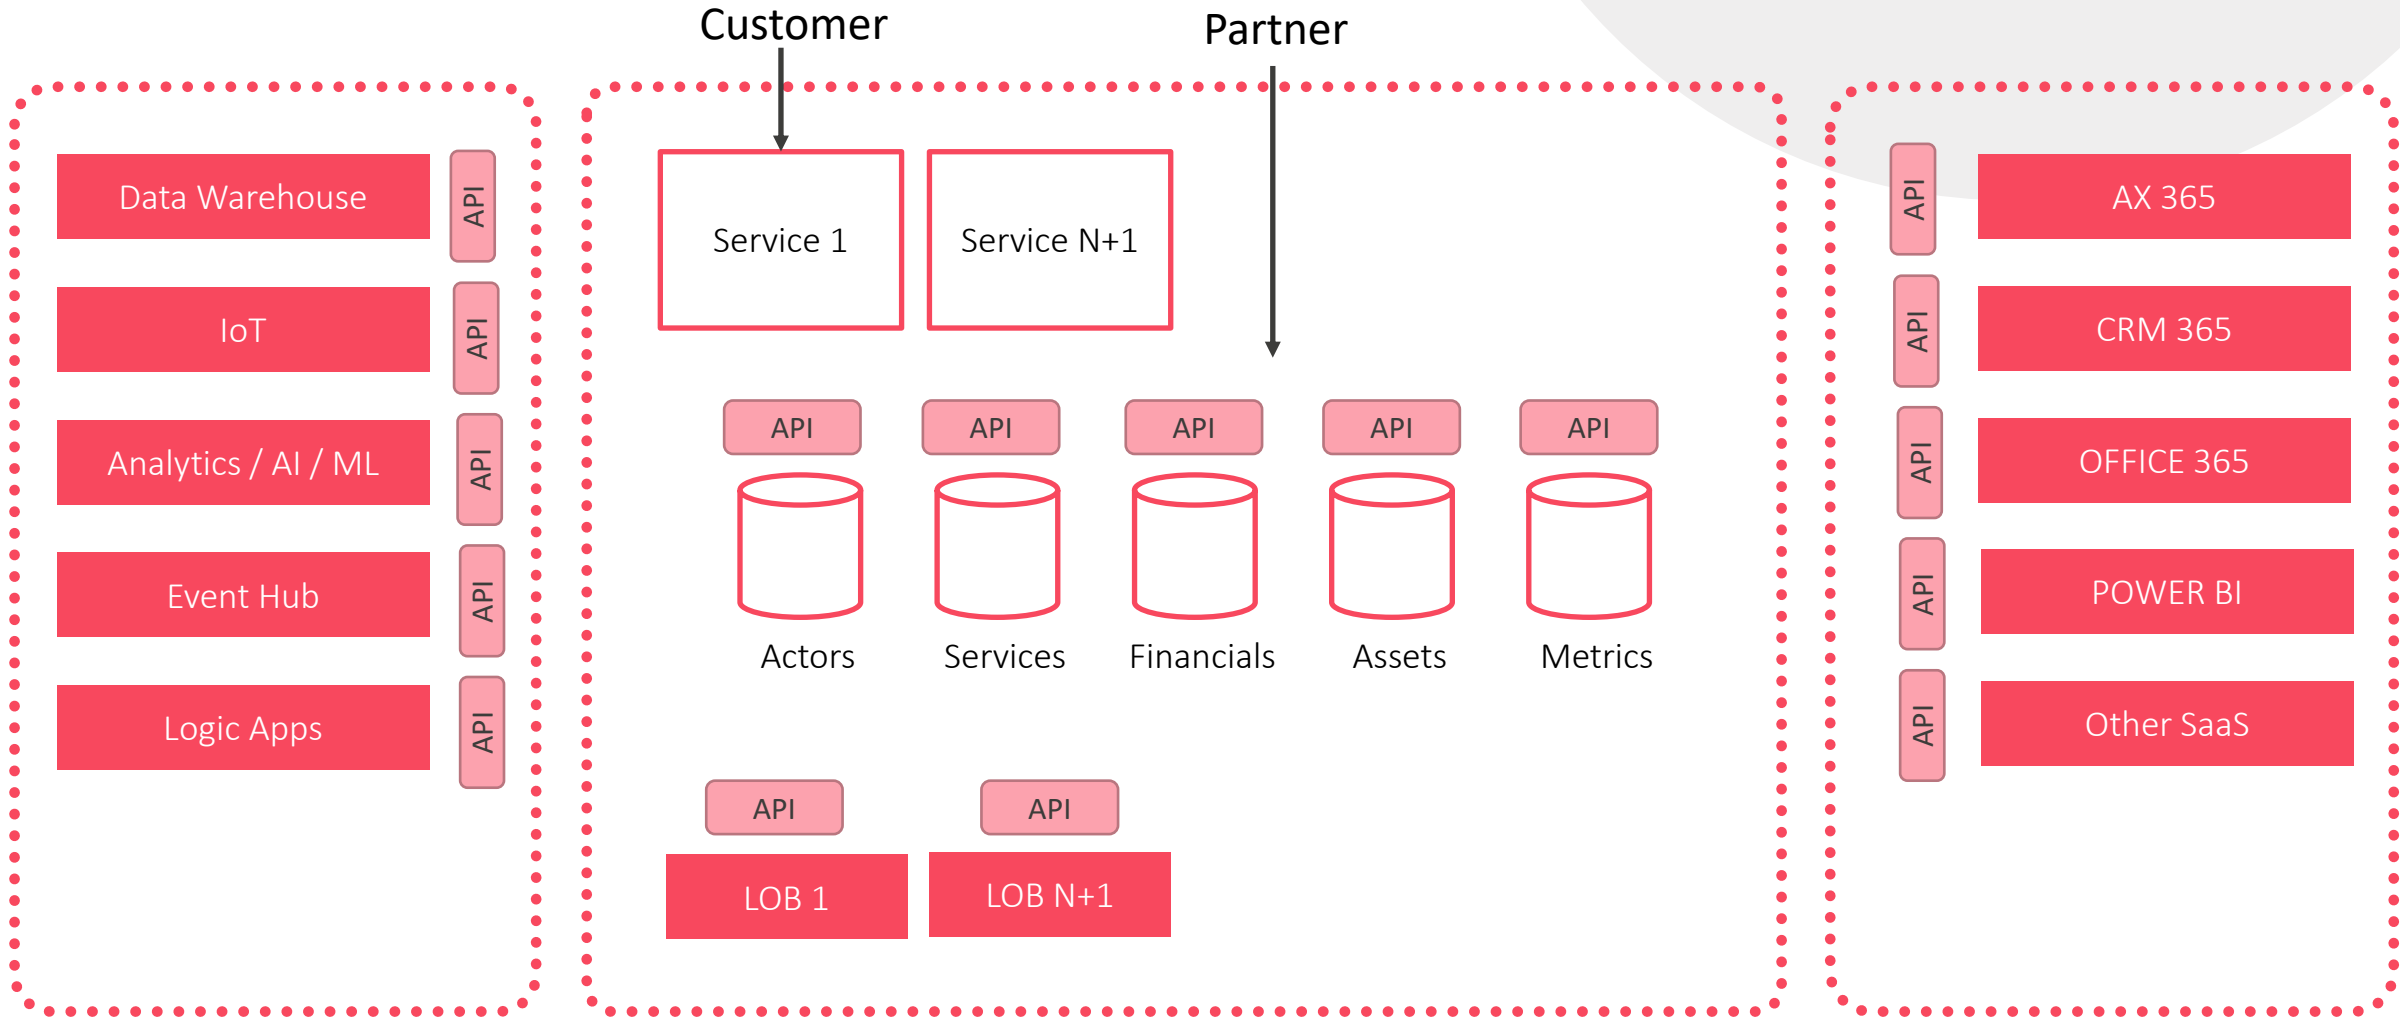 Customer
Partner
Data Warehouse
API
IoT
API
Analytics / AI / ML
API
Event Hub
API
Logic Apps
API
Service 1
Service N+1
API
API
API
API
API
Actors
Services
Financials
Assets
Metrics
API
API
LOB 1
LOB N+1
API
AX 365
API
CRM 365
API
OFFICE 365
API
POWER BI
API
Other SaaS